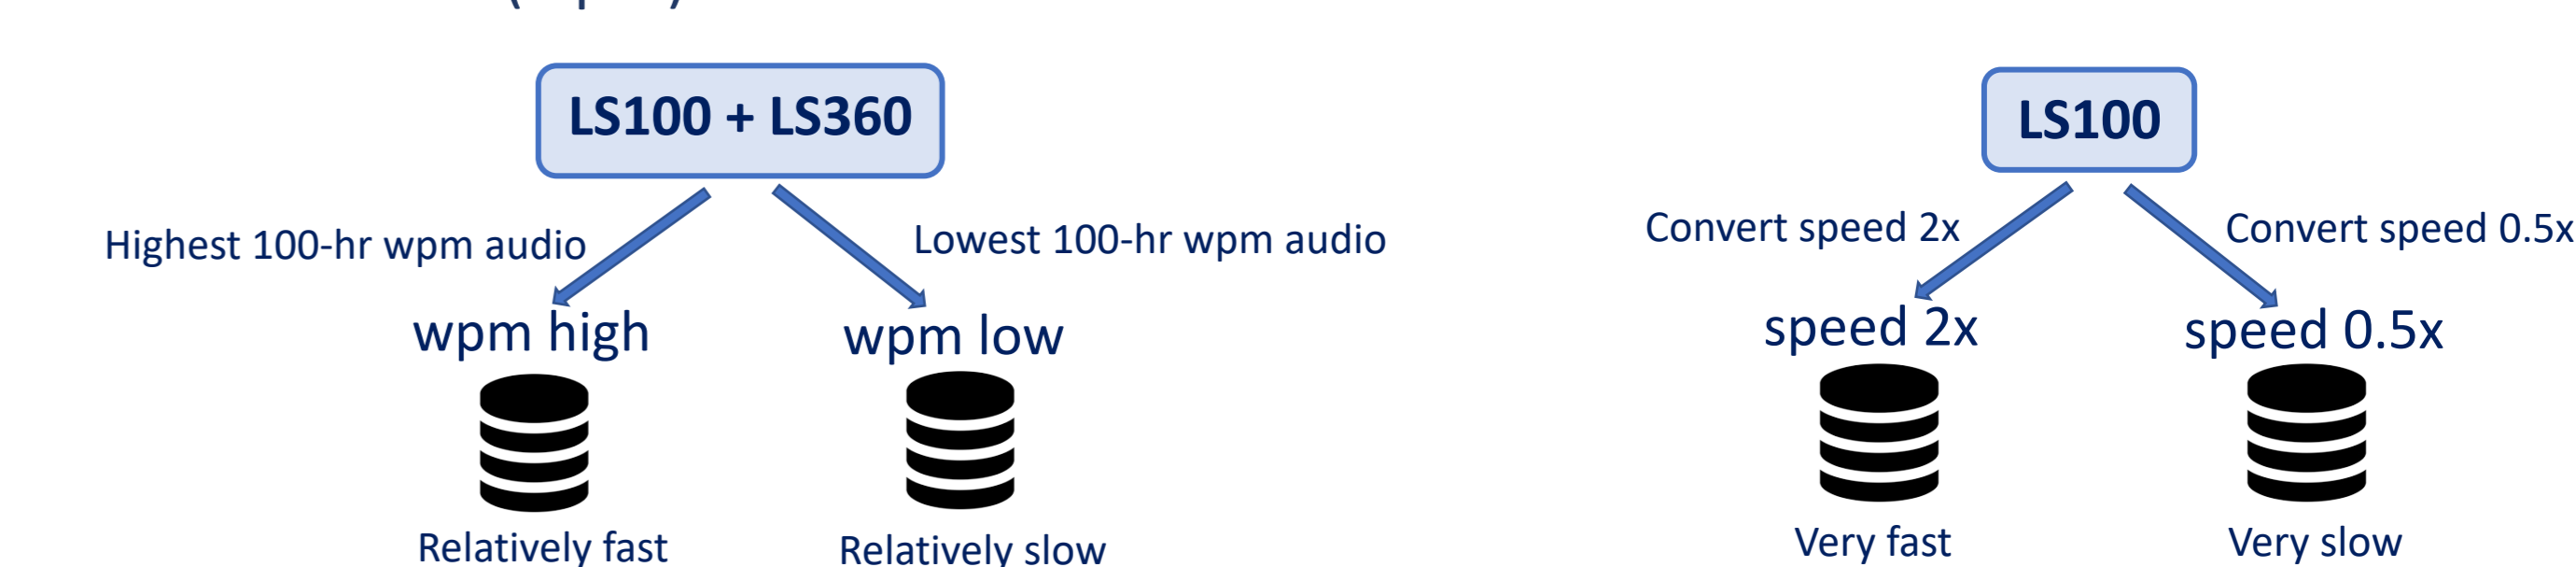 LS100 + LS360
Highest 100-hr wpm audio
Lowest 100-hr wpm audio
wpm high
wpm low
Relatively fast
Relatively slow
LS100
Convert speed 2x
Convert speed 0.5x
speed 2x
speed 0.5x
Very fast
Very slow